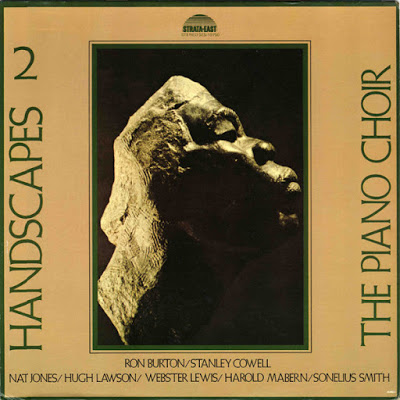 STRATA-EAST
HANDSCAPES 2
THE PIANO CHOIR
RON BURTON/STANLEY COWELL
NAT JONES/HUGH LAWSON/ WEBSTER LEWIS/HAROLD MABERN/SONELIUS SMITH